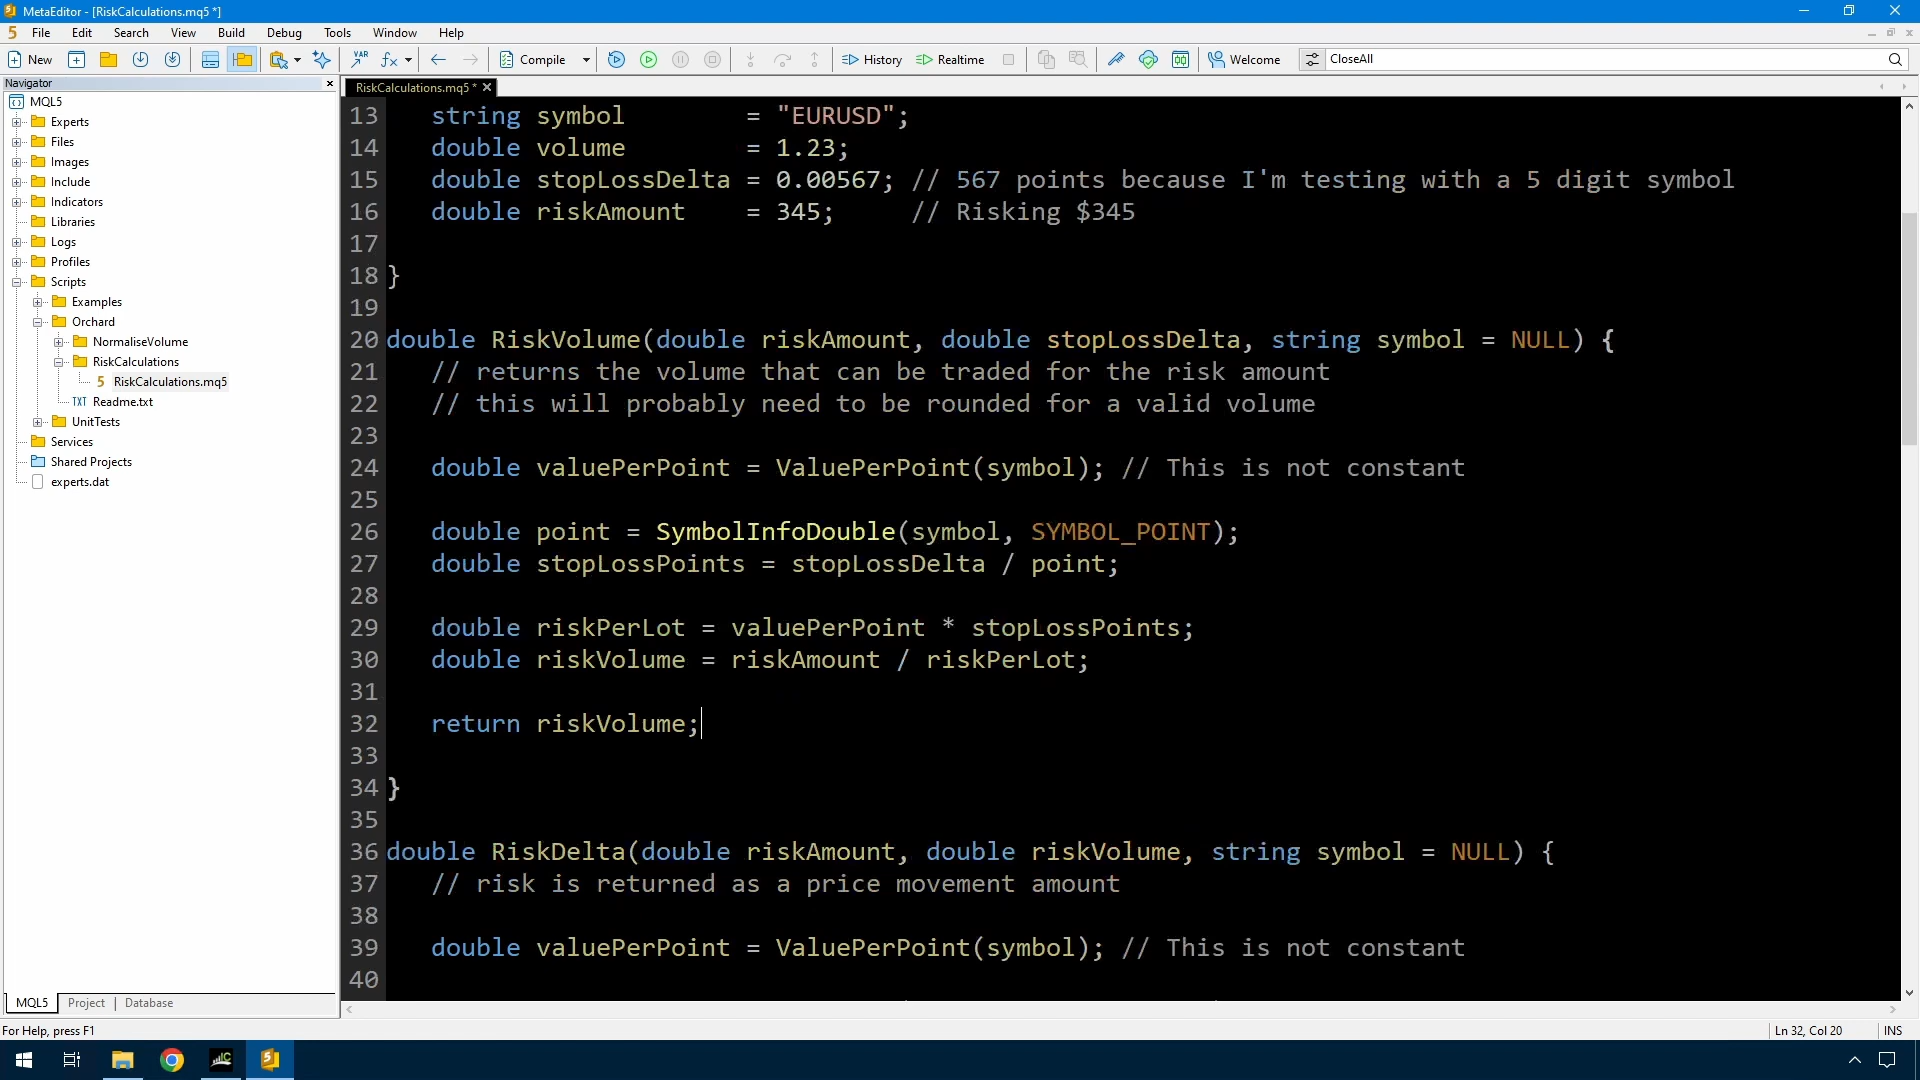 MetaEditor - [RiskCalculations.mq5 *]
File Edit Search View Build Debug Tools Window Help
New Compile History Realtime Welcome CloseAll
Navigator
MQL5
Experts
Files
Images
Include
Indicators
Libraries
Logs
Profiles
Scripts
Examples
Orchard
NormaliseVolume
RiskCalculations
RiskCalculations.mq5
Readme.txt
UnitTests
Services
Shared Projects
experts.dat
MQL5 Project Database
RiskCalculations.mq5 *
13 string symbol = "EURUSD";
14 double volume = 1.23;
15 double stopLossDelta = 0.00567; // 567 points because I'm testing with a 5 digit symbol
16 double riskAmount = 345; // Risking $345
17
18 }
19
20 double RiskVolume(double riskAmount, double stopLossDelta, string symbol = NULL) {
21 // returns the volume that can be traded for the risk amount
22 // this will probably need to be rounded for a valid volume
23
24 double valuePerPoint = ValuePerPoint(symbol); // This is not constant
25
26 double point = SymbolInfoDouble(symbol, SYMBOL_POINT);
27 double stopLossPoints = stopLossDelta / point;
28
29 double riskPerLot = valuePerPoint * stopLossPoints;
30 double riskVolume = riskAmount / riskPerLot;
31
32 return riskVolume;
33
34 }
35
36 double RiskDelta(double riskAmount, double riskVolume, string symbol = NULL) {
37 // risk is returned as a price movement amount
38
39 double valuePerPoint = ValuePerPoint(symbol); // This is not constant
40
For Help, press F1
Ln 32, Col 20 INS